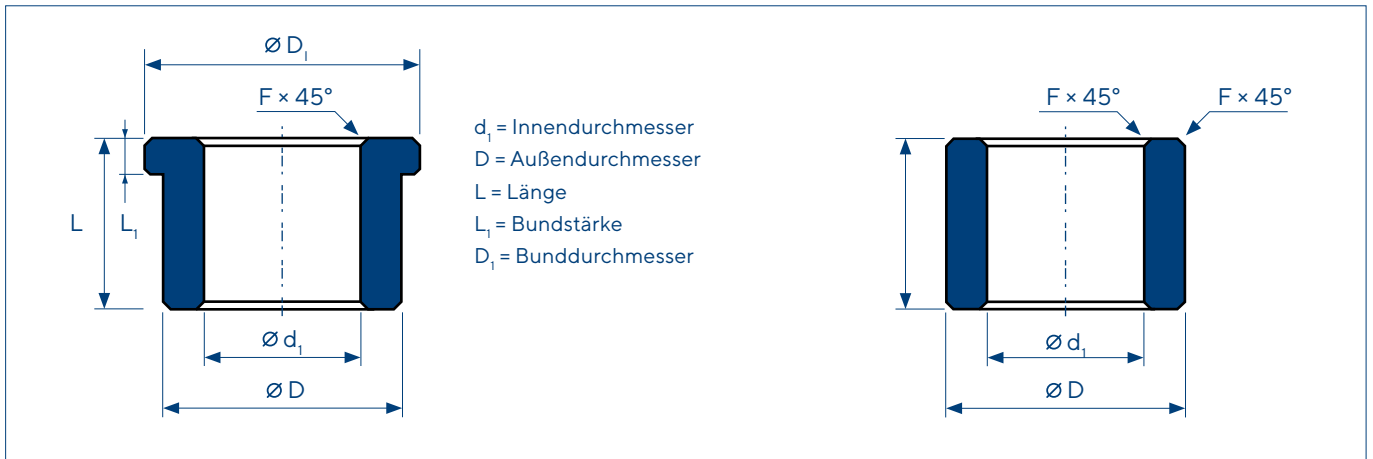 Ø D₁
F × 45°
L
L₁
Ø d₁
Ø D
d₁ = Innendurchmesser
D = Außendurchmesser
L = Länge
L₁ = Bundstärke
D₁ = Bunddurchmesser
F × 45°
F × 45°
Ø d₁
Ø D